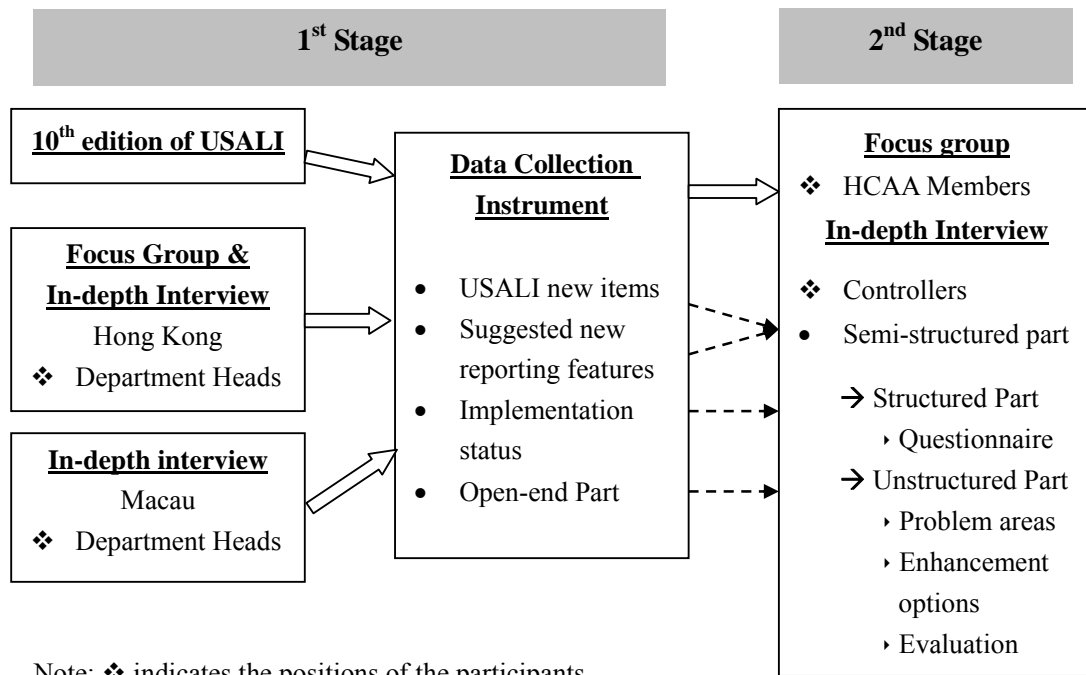 1st Stage
2nd Stage
10th edition of USALI
Focus Group &
In-depth Interview
Hong Kong
❖ Department Heads
In-depth interview
Macau
❖ Department Heads
Data Collection
Instrument
• USALI new items
• Suggested new
reporting features
• Implementation
status
• Open-end Part
Focus group
❖ HCAA Members
In-depth Interview
❖ Controllers
• Semi-structured part
→ Structured Part
‣ Questionnaire
→ Unstructured Part
‣ Problem areas
‣ Enhancement
options
‣ Evaluation
Note: ❖ indicates the positions of the participants